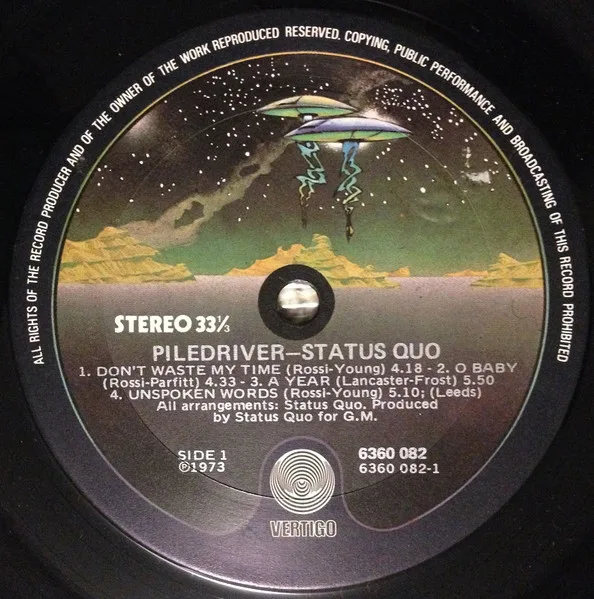 ALL RIGHTS OF THE RECORD PRODUCER AND OF THE OWNER OF THE WORK REPRODUCED RESERVED. COPYING, PUBLIC PERFORMANCE AND BROADCASTING OF THIS RECORD PROHIBITED
STEREO 33⅓
PILEDRIVER—STATUS QUO
1. DON'T WASTE MY TIME (Rossi-Young) 4.18 - 2. O BABY
(Rossi-Parfitt) 4.33 - 3. A YEAR (Lancaster-Frost) 5.50
4. UNSPOKEN WORDS (Rossi-Young) 5.10; (Leeds)
All arrangements: Status Quo. Produced
by Status Quo for G.M.
SIDE 1 6360 082
℗1973 6360 082-1
VERTIGO